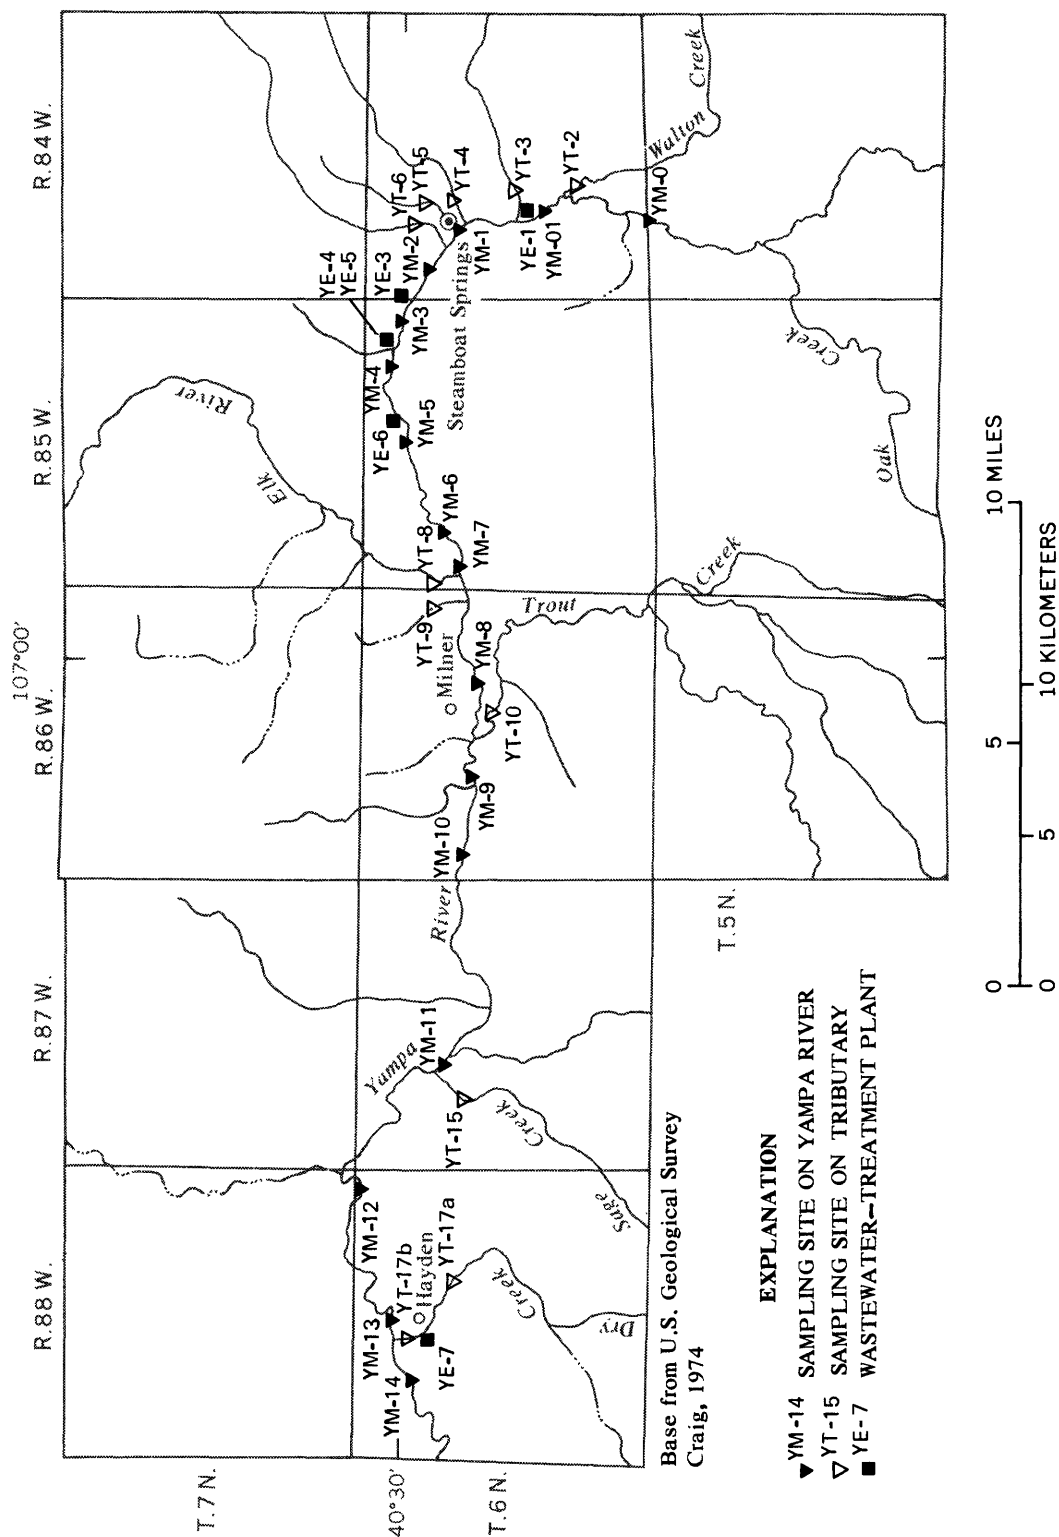 R.88 W.
R.87 W.
R.86 W.
107°00'
R.85 W.
R.84 W.
T.7 N.
40°30'
T.6 N.
T.5 N.
YE-4
YE-5
YE-3
YM-2
YT-6
YT-5
YT-4
YT-3
YT-2
Walton
Creek
YM-0
YM-01
YE-1
YM-1
Steamboat Springs
YM-3
YM-4
YE-6
YM-5
River
Elk
YM-6
YT-8
YM-7
YT-9
Milner
YM-8
YT-10
Trout
Creek
Oak
Creek
YM-9
YM-10
River
Yampa
YM-11
YT-15
Creek
Sage
YM-12
YT-17a
YT-17b
Hayden
YM-13
YM-14
YE-7
Creek
Dry
Base from U.S. Geological Survey
Craig, 1974
EXPLANATION
YM-14 SAMPLING SITE ON YAMPA RIVER
YT-15 SAMPLING SITE ON TRIBUTARY
YE-7 WASTEWATER-TREATMENT PLANT
0 5 10 MILES
0 5 10 KILOMETERS